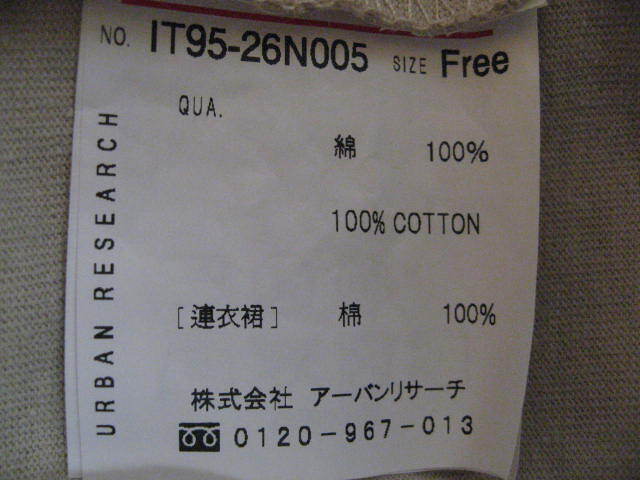 NO. IT95-26N005 SIZE Free
QUA.
綿 100%
100% COTTON
[連衣裙] 棉 100%
株式会社 アーバンリサーチ
0120-967-013
URBAN RESEARCH